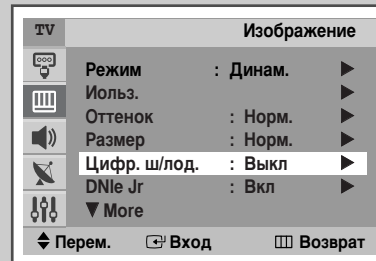 TV Изображение
Режим : Динам. ▶
Иольз. ▶
Оттенок : Норм. ▶
Размер : Норм. ▶
Цифр. ш/лод. : Выкл ▶
DNIe Jr : Вкл ▶
▼ More
Перем. Вход Возврат